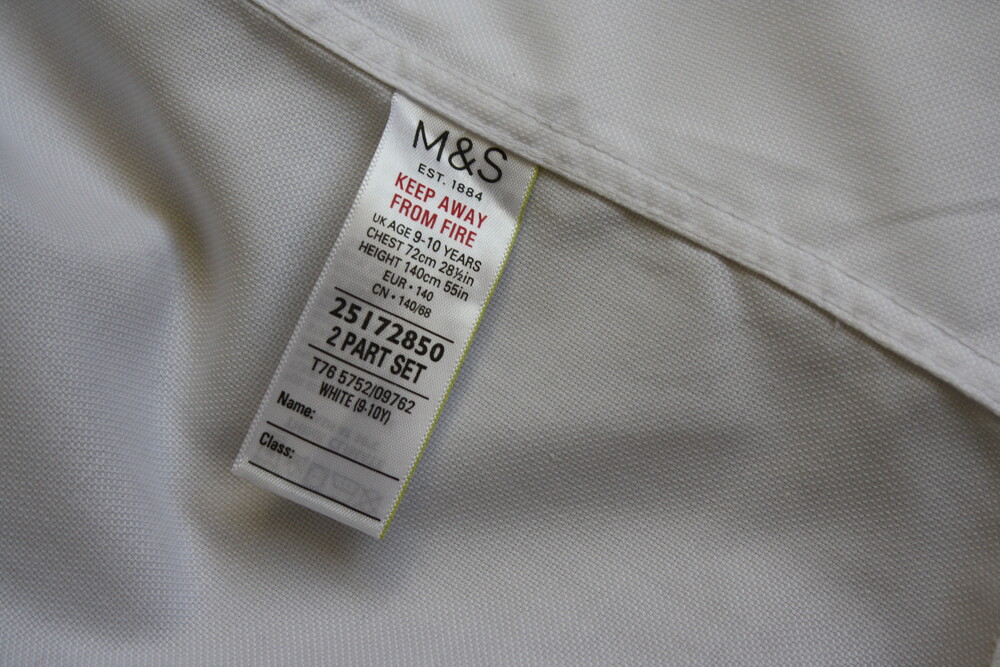 M&S
EST. 1884
KEEP AWAY
FROM FIRE
UK AGE 9-10 YEARS
CHEST 72cm 28½in
HEIGHT 140cm 55in
EUR • 140
CN • 140/68
25172850
2 PART SET
T76 5752/09762
WHITE (9-10Y)
Name:
Class: